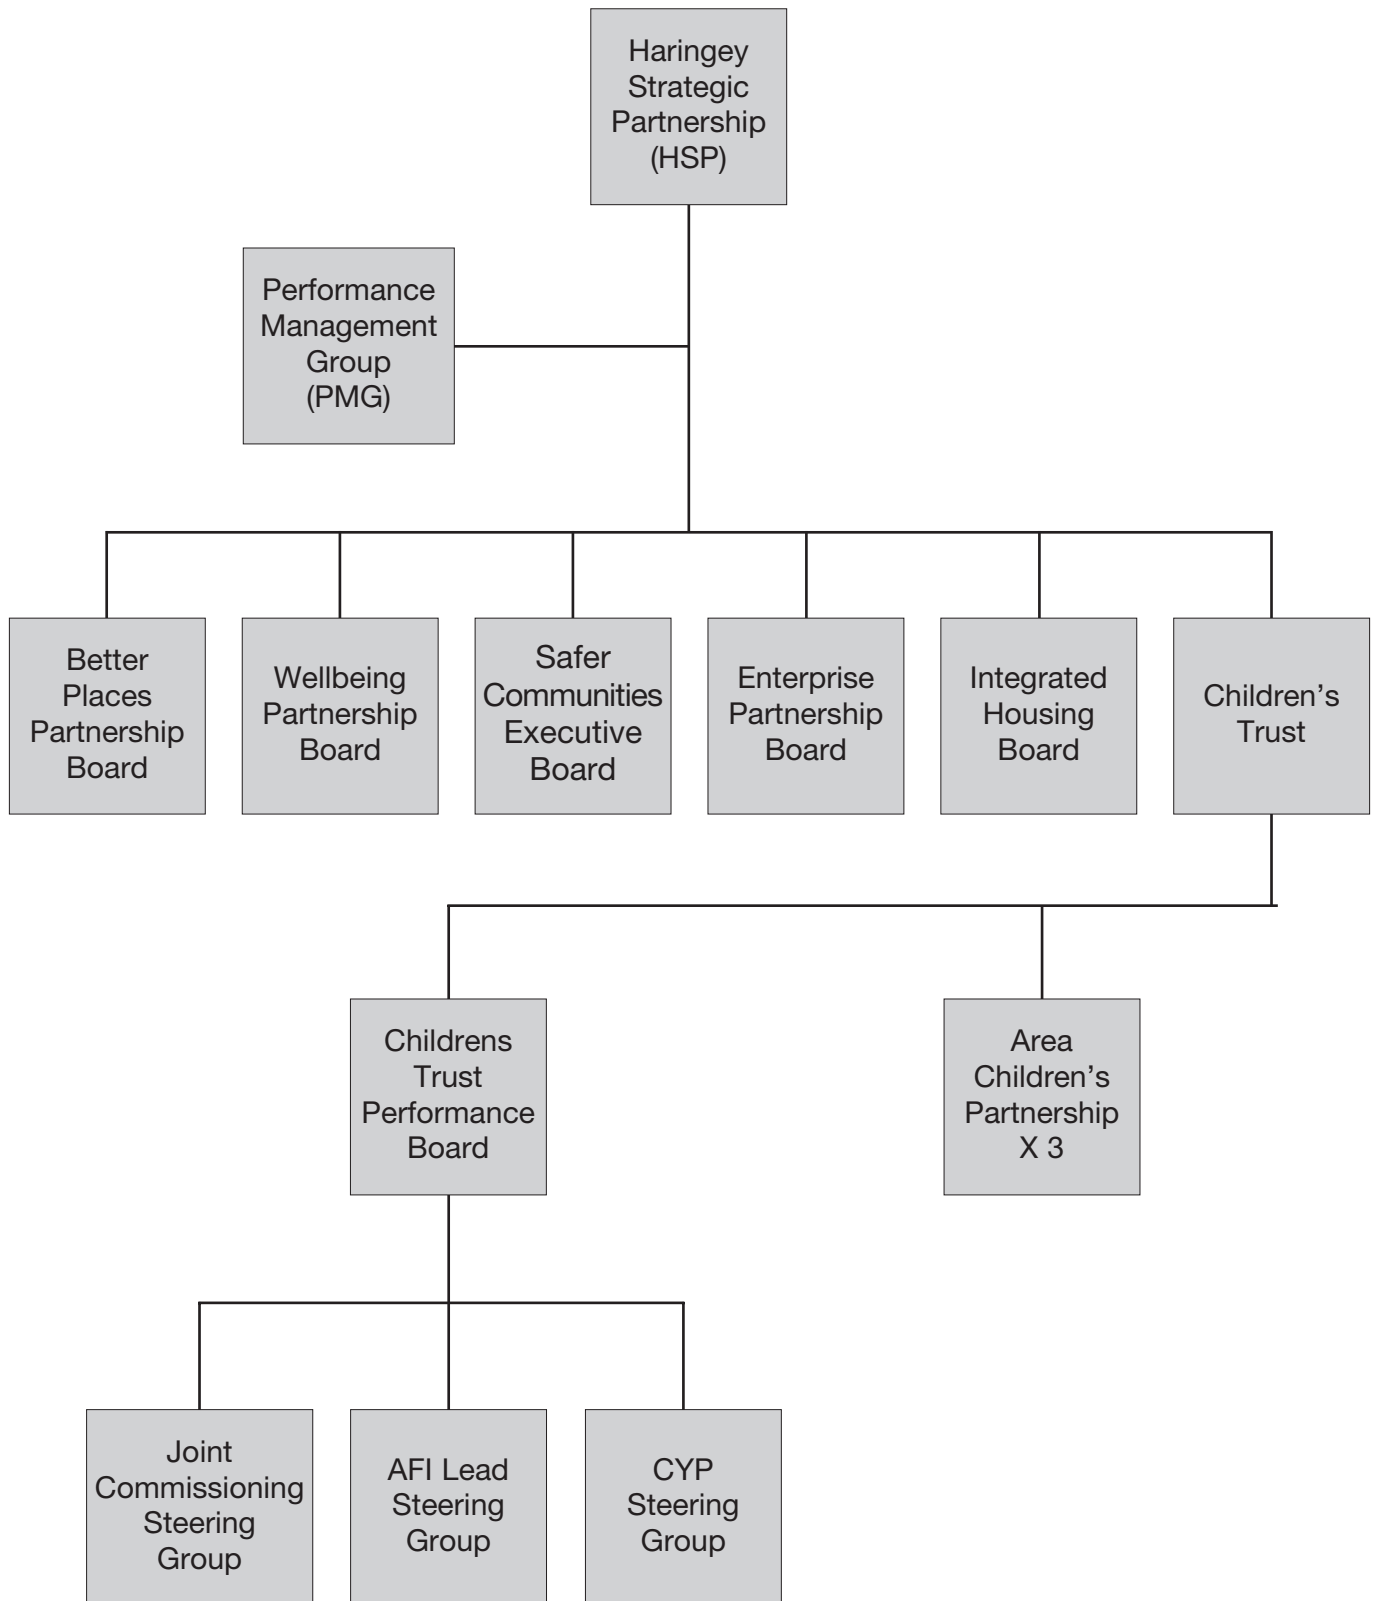 Haringey
Strategic
Partnership
(HSP)
Performance
Management
Group
(PMG)
Better
Places
Partnership
Board
Wellbeing
Partnership
Board
Safer
Communities
Executive
Board
Enterprise
Partnership
Board
Integrated
Housing
Board
Children’s
Trust
Childrens
Trust
Performance
Board
Area
Children’s
Partnership
X 3
Joint
Commissioning
Steering
Group
AFI Lead
Steering
Group
CYP
Steering
Group